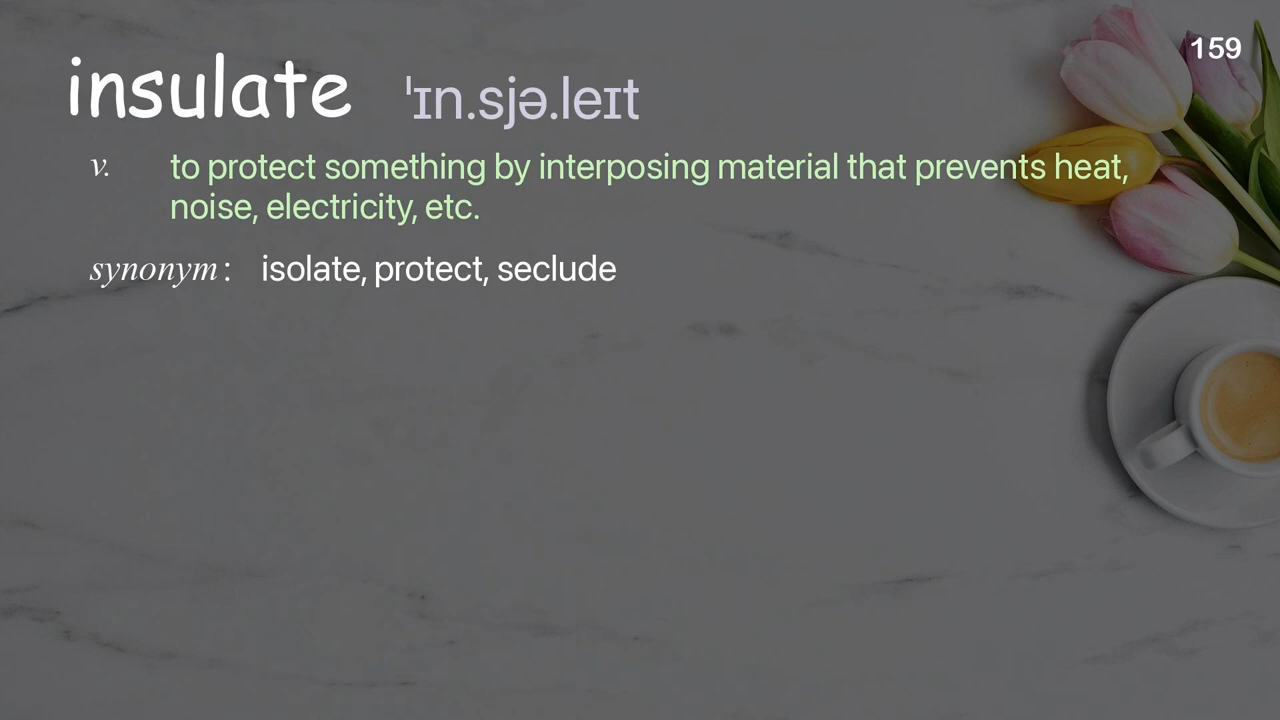 159
insulate ˈɪn.sjə.leɪt
v. to protect something by interposing material that prevents heat,
noise, electricity, etc.
synonym: isolate, protect, seclude